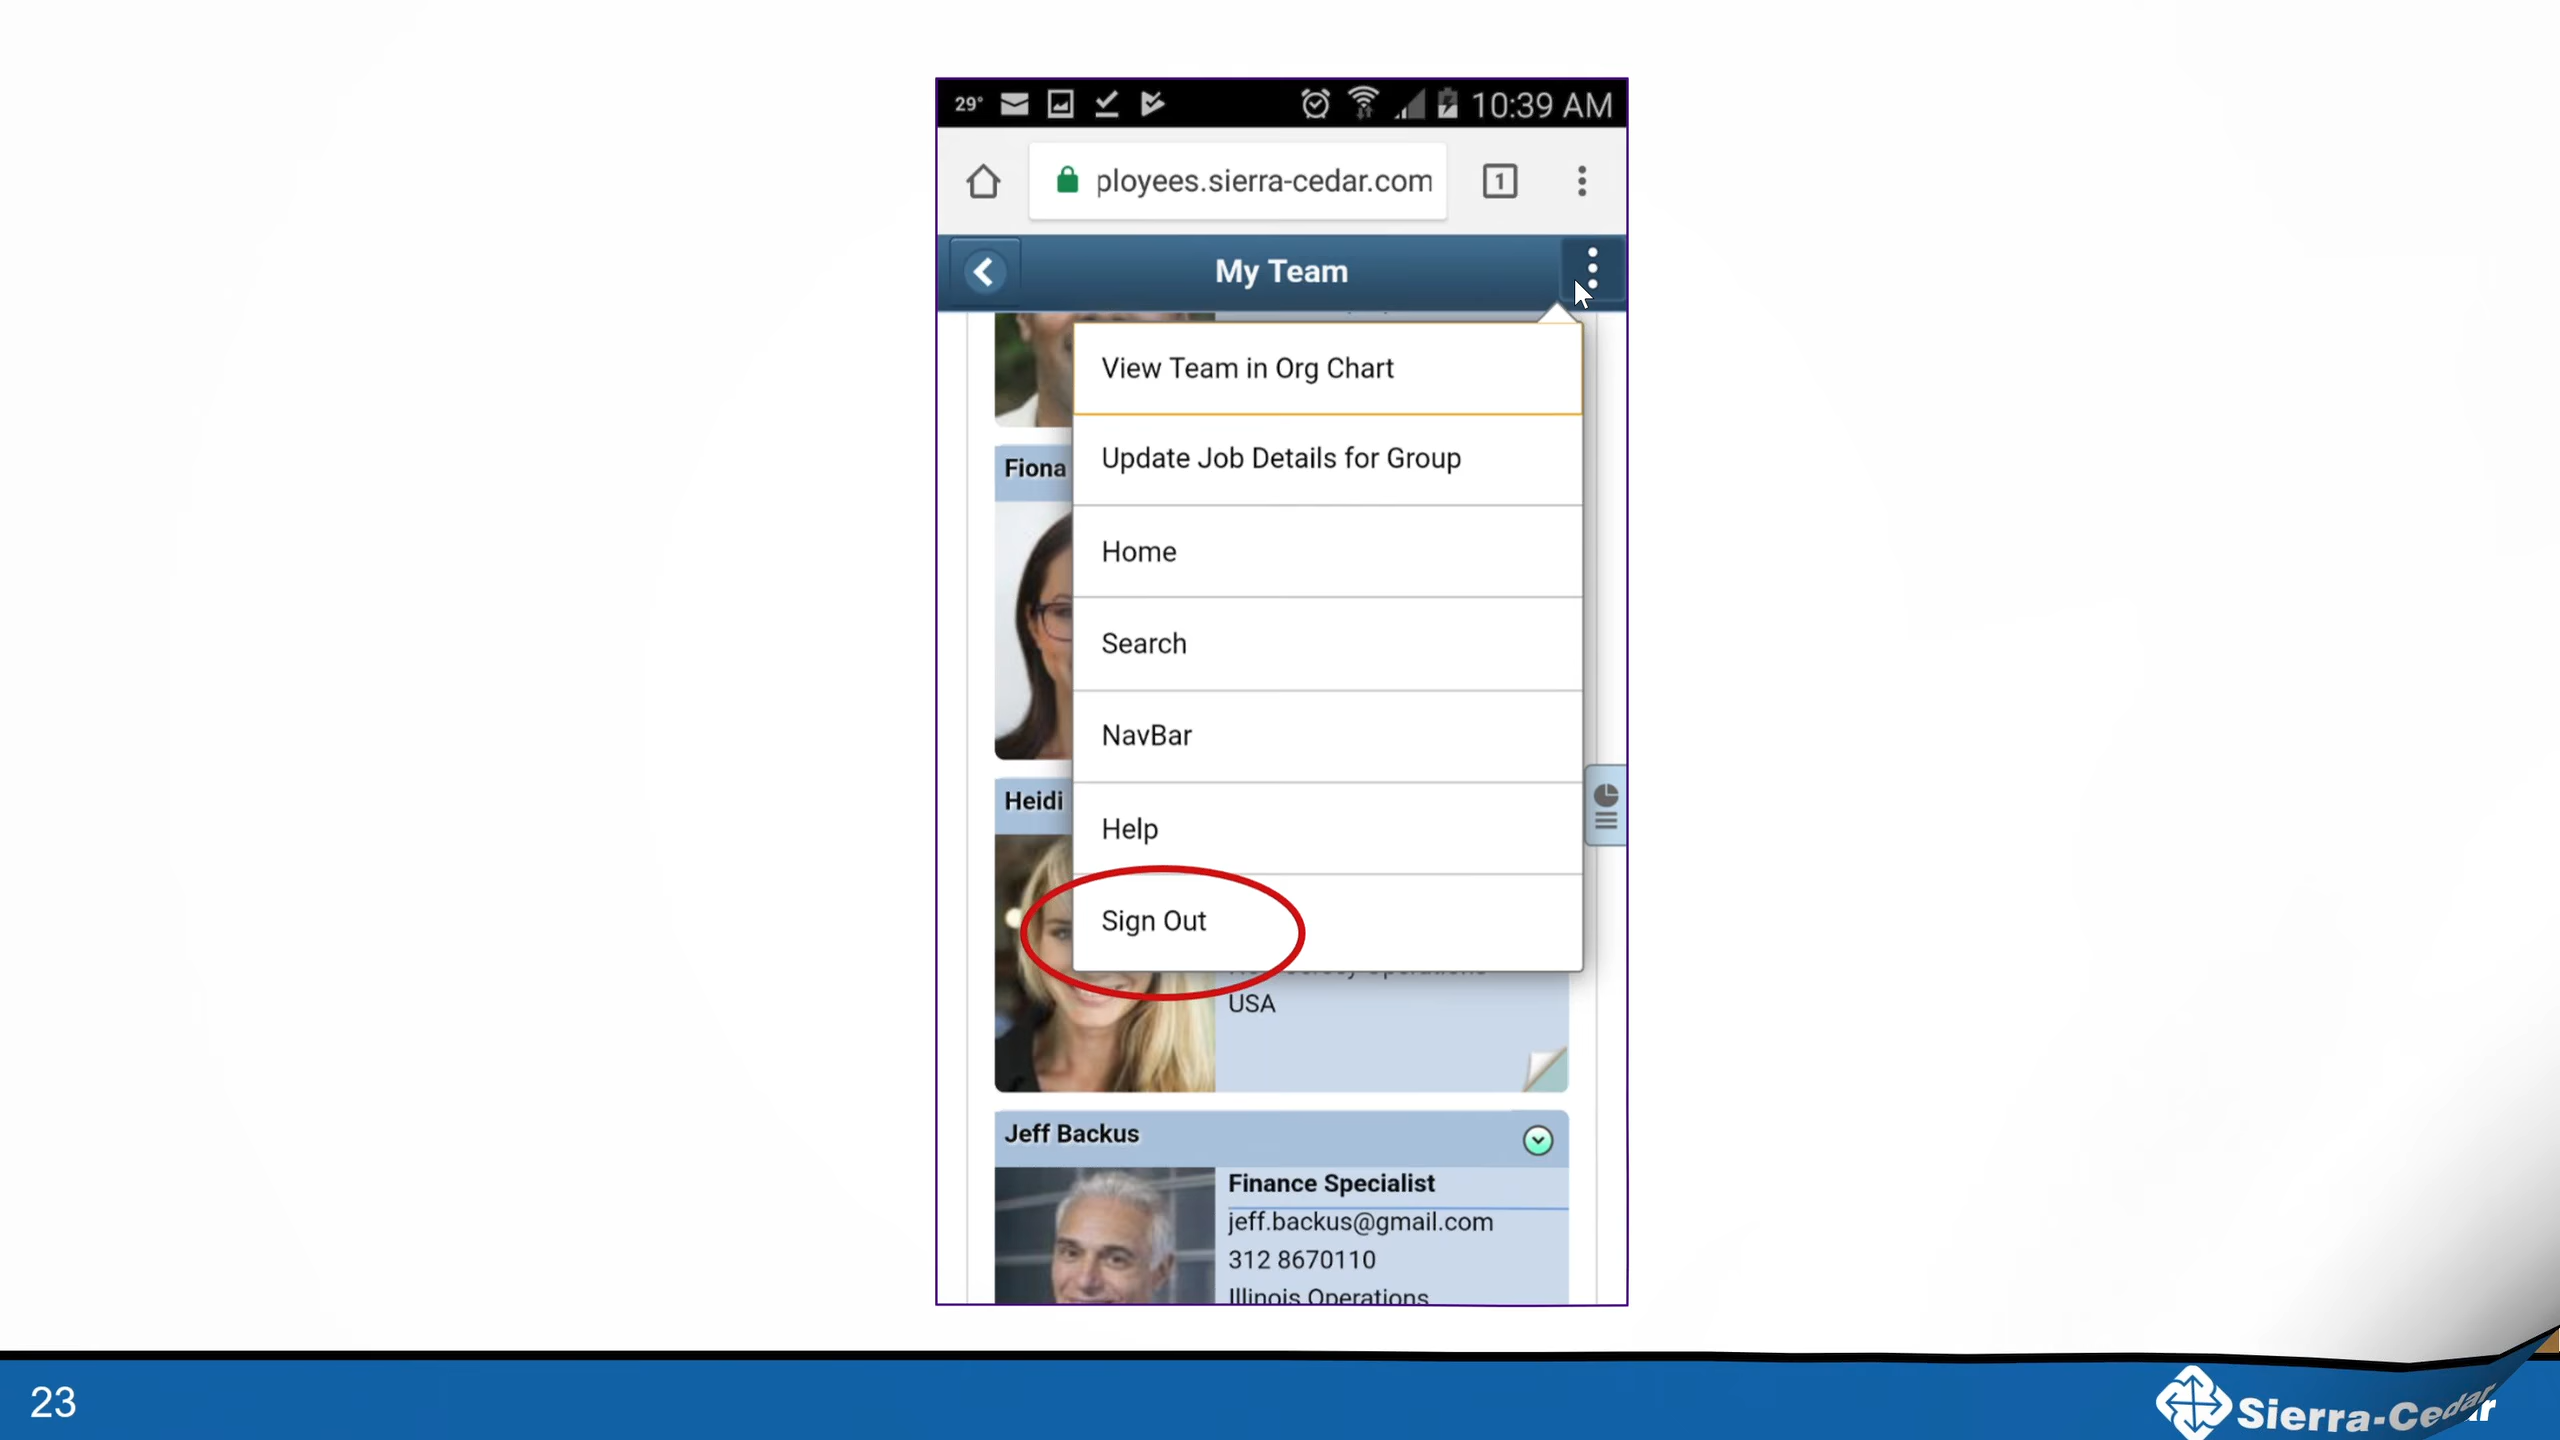 29° 10:39 AM
ployees.sierra-cedar.com 1
My Team
View Team in Org Chart
Update Job Details for Group
Fiona
Home
Search
NavBar
Heidi
Help
Sign Out
USA
Jeff Backus
Finance Specialist
jeff.backus@gmail.com
312 8670110
Illinois Operations
23
Sierra-Cedar